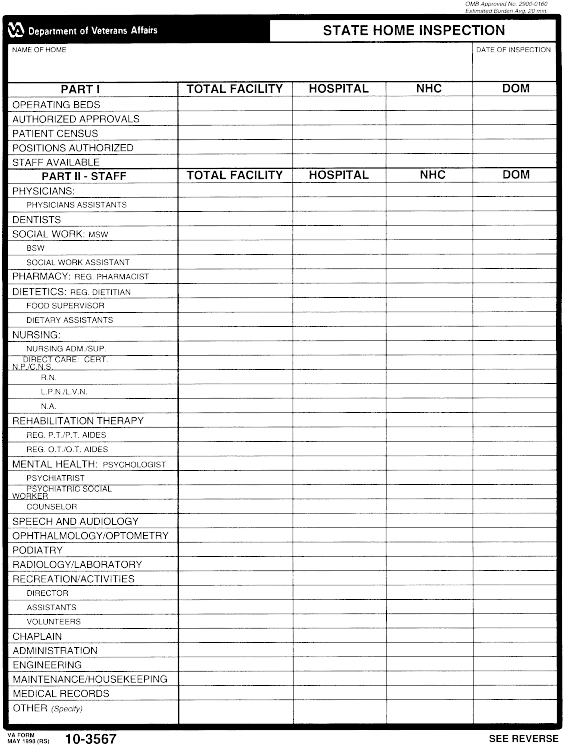 OMB Approved No. 2900-0160
Estimated Burden Avg. 20 min.
VA Department of Veterans Affairs
STATE HOME INSPECTION
NAME OF HOME
DATE OF INSPECTION
PART I TOTAL FACILITY HOSPITAL NHC DOM
OPERATING BEDS
AUTHORIZED APPROVALS
PATIENT CENSUS
POSITIONS AUTHORIZED
STAFF AVAILABLE
PART II - STAFF TOTAL FACILITY HOSPITAL NHC DOM
PHYSICIANS:
PHYSICIANS ASSISTANTS
DENTISTS
SOCIAL WORK: MSW
BSW
SOCIAL WORK ASSISTANT
PHARMACY: REG. PHARMACIST
DIETETICS: REG. DIETITIAN
FOOD SUPERVISOR
DIETARY ASSISTANTS
NURSING:
NURSING ADM./SUP.
DIRECT CARE: CERT.
N.P./C.N.S.
R.N.
L.P.N./L.V.N.
N.A.
REHABILITATION THERAPY
REG. P.T./P.T. AIDES
REG. O.T./O.T. AIDES
MENTAL HEALTH: PSYCHOLOGIST
PSYCHIATRIST
PSYCHIATRIC SOCIAL
WORKER
COUNSELOR
SPEECH AND AUDIOLOGY
OPHTHALMOLOGY/OPTOMETRY
PODIATRY
RADIOLOGY/LABORATORY
RECREATION/ACTIVITIES
DIRECTOR
ASSISTANTS
VOLUNTEERS
CHAPLAIN
ADMINISTRATION
ENGINEERING
MAINTENANCE/HOUSEKEEPING
MEDICAL RECORDS
OTHER (Specify)
VA FORM
MAY 1998 (RS) 10-3567
SEE REVERSE